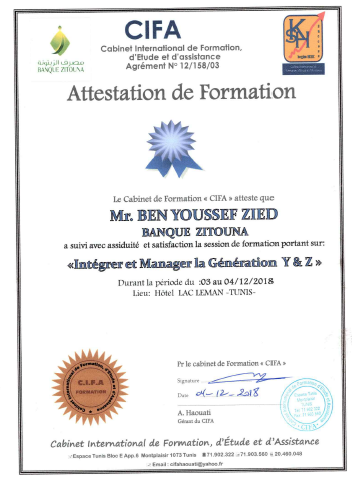 CIFA
Cabinet International de Formation,
d'Etude et d'assistance
Agrément N° 12/158/03
مصرف الزيتونة
BANQUE ZITOUNA
Attestation de Formation
Le Cabinet de Formation « CIFA » atteste que
Mr. BEN YOUSSEF ZIED
BANQUE ZITOUNA
a suivi avec assiduité et satisfaction la session de formation portant sur:
«Intégrer et Manager la Génération Y & Z »
Durant la période du :03 au 04/12/2018
Lieu: Hôtel LAC LEMAN -TUNIS-
Pr le cabinet de Formation « CIFA »
Signature
Date 04-12-2018
A. Haouati
Gérant du CIFA
C.I.F.A
FORMATION
Cabinet International de Formation, d'Étude et d'Assistance
Espace Tunis Bloc E App.6 Montplaisir 1073 Tunis 71.902.322 71.903.560 20.460.048
Email : cifahaouati@yahoo.fr